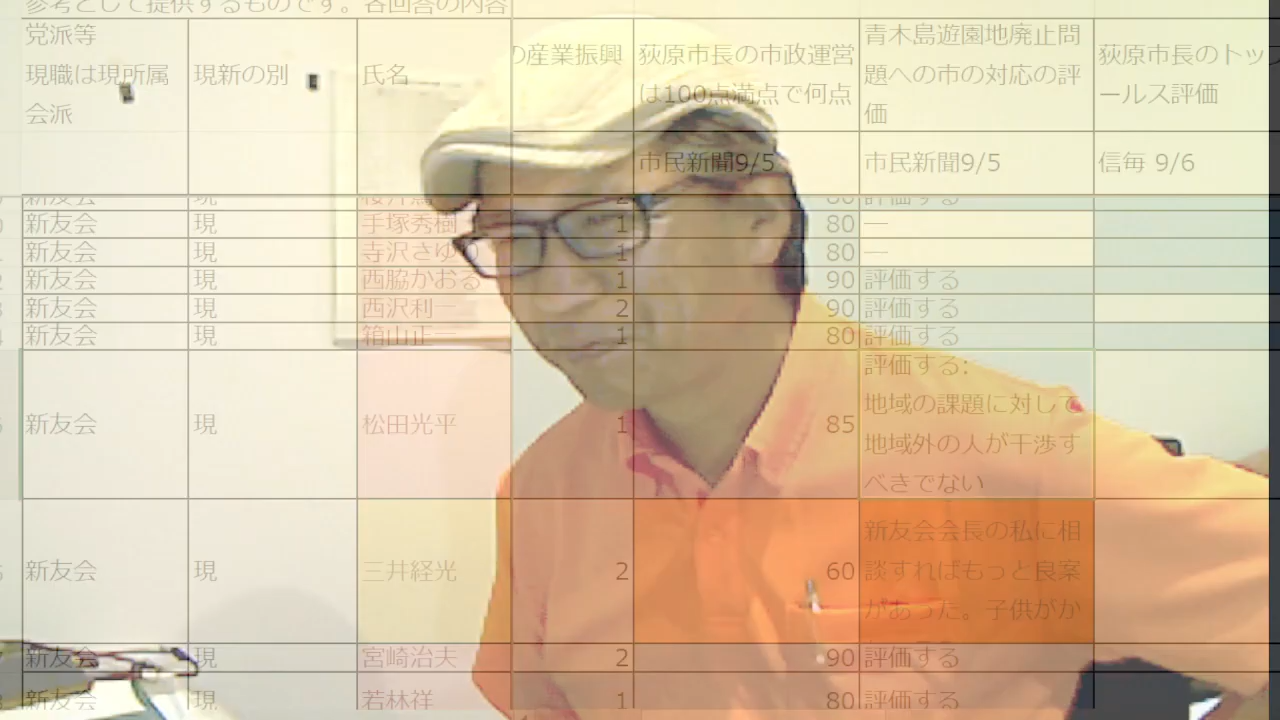 参考として提供するものです。各回答の内容
党派等
現職は現所属
会派
現新の別
氏名
の産業振興
荻原市長の市政運営
は100点満点で何点
青木島遊園地廃止問
題への市の対応の評
価
荻原市長のトッ
ールス評価
市民新聞9/5
市民新聞9/5
信毎 9/6
新友会 現 手塚秀樹 1 80 ―
新友会 現 寺沢さゆり 1 80 ―
新友会 現 西脇かおる 1 90 評価する
新友会 現 西沢利一 2 90 評価する
新友会 現 箱山正一 1 80 評価する
新友会 現 松田光平 1 85
評価する:
地域の課題に対して
地域外の人が干渉す
べきでない
新友会 現 三井経光 2 60
新友会会長の私に相
談すればもっと良案
があった。子供がか
新友会 現 宮崎治夫 2 90 評価する
新友会 現 若林祥 1 80 評価する